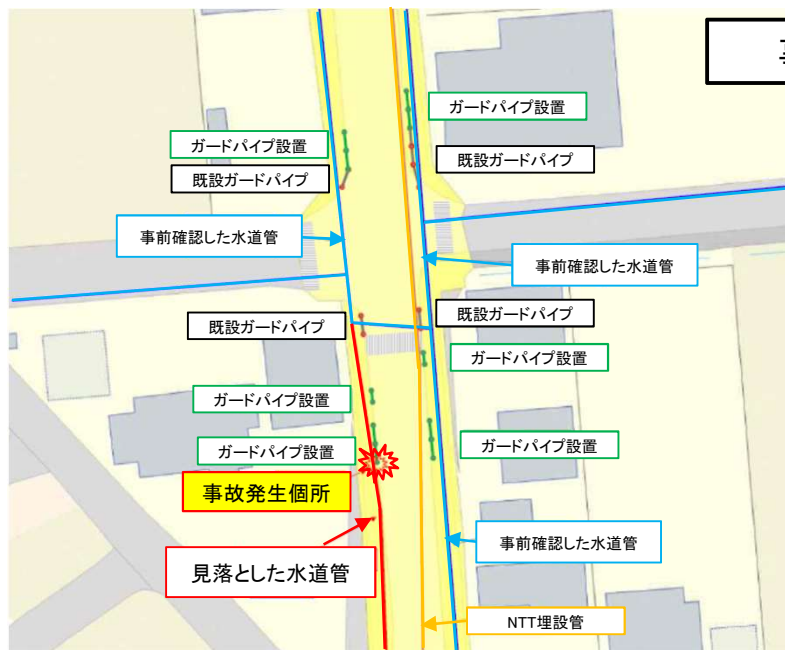 ガードパイプ設置
ガードパイプ設置
既設ガードパイプ
既設ガードパイプ
事前確認した水道管
事前確認した水道管
既設ガードパイプ
既設ガードパイプ
ガードパイプ設置
ガードパイプ設置
ガードパイプ設置
ガードパイプ設置
事故発生個所
事前確認した水道管
見落とした水道管
NTT埋設管